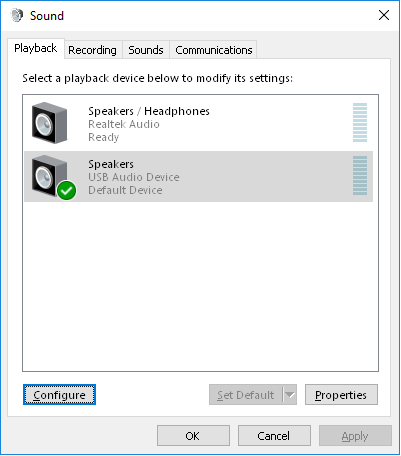 Sound
Playback Recording Sounds Communications
Select a playback device below to modify its settings:
Speakers / Headphones
Realtek Audio
Ready
Speakers
USB Audio Device
Default Device
Configure Set Default Properties
OK Cancel Apply